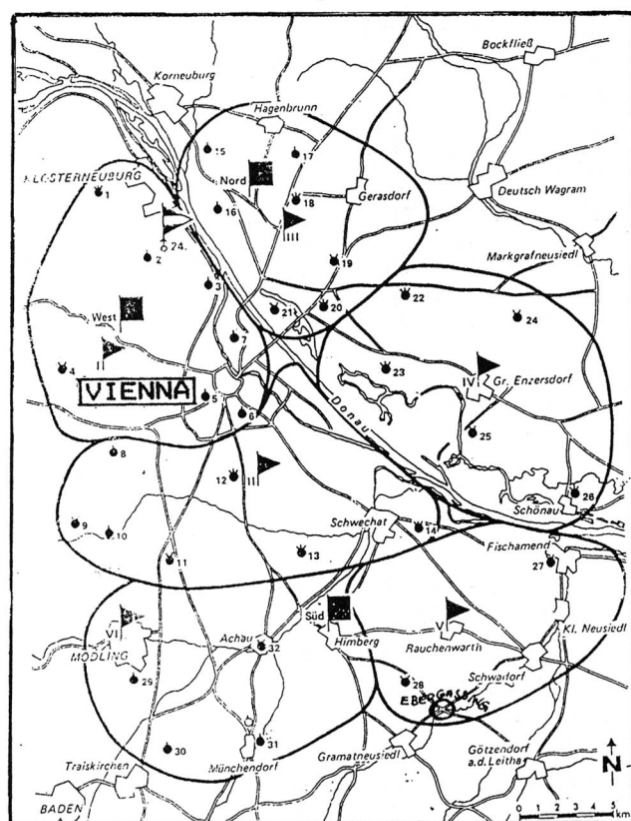 Bockfließ
Korneuburg
Hagenbrunn
15
17
KLOSTERNEUBURG
Nord
1
Gerasdorf
Deutsch Wagram
18
16
III
24.
2
Markgrafneusiedl
19
3
22
West
21
20
24
7
II
4
23
VIENNA
IV
Gr. Enzersdorf
5
6
Donau
25
8
12
III
26
Schönau
9
10
Schwechat
14
13
Fischamend
11
27
Süd
VI
Achau
V
Kl. Neusiedl
MÖDLING
32
Himberg
Rauchenwarth
Schwadorf
29
28
EBERGASSING
30
31
Gramatneusiedl
Götzendorf
a.d. Leitha
Traiskirchen
Münchendorf
N
BADEN
0 1 2 3 4 5
km